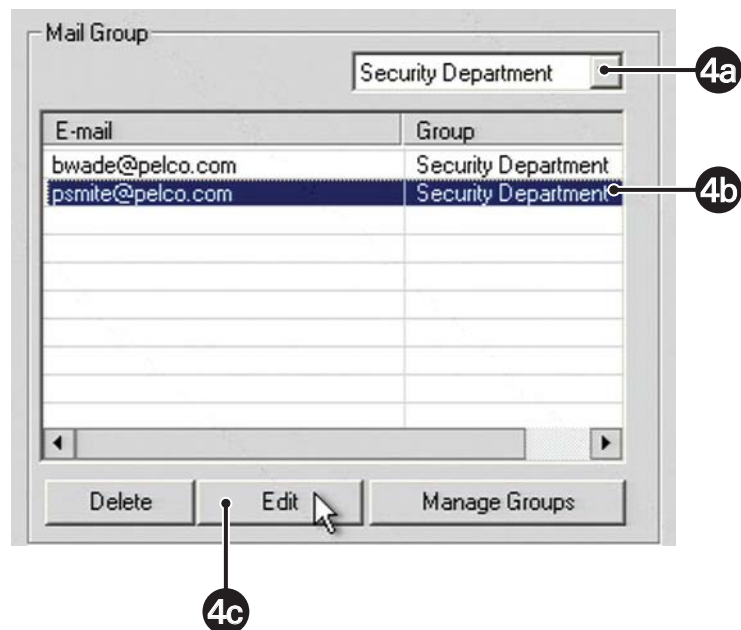 Mail Group
Security Department
4a
E-mail Group
bwade@pelco.com Security Department
psmite@pelco.com Security Department
4b
Delete Edit Manage Groups
4c